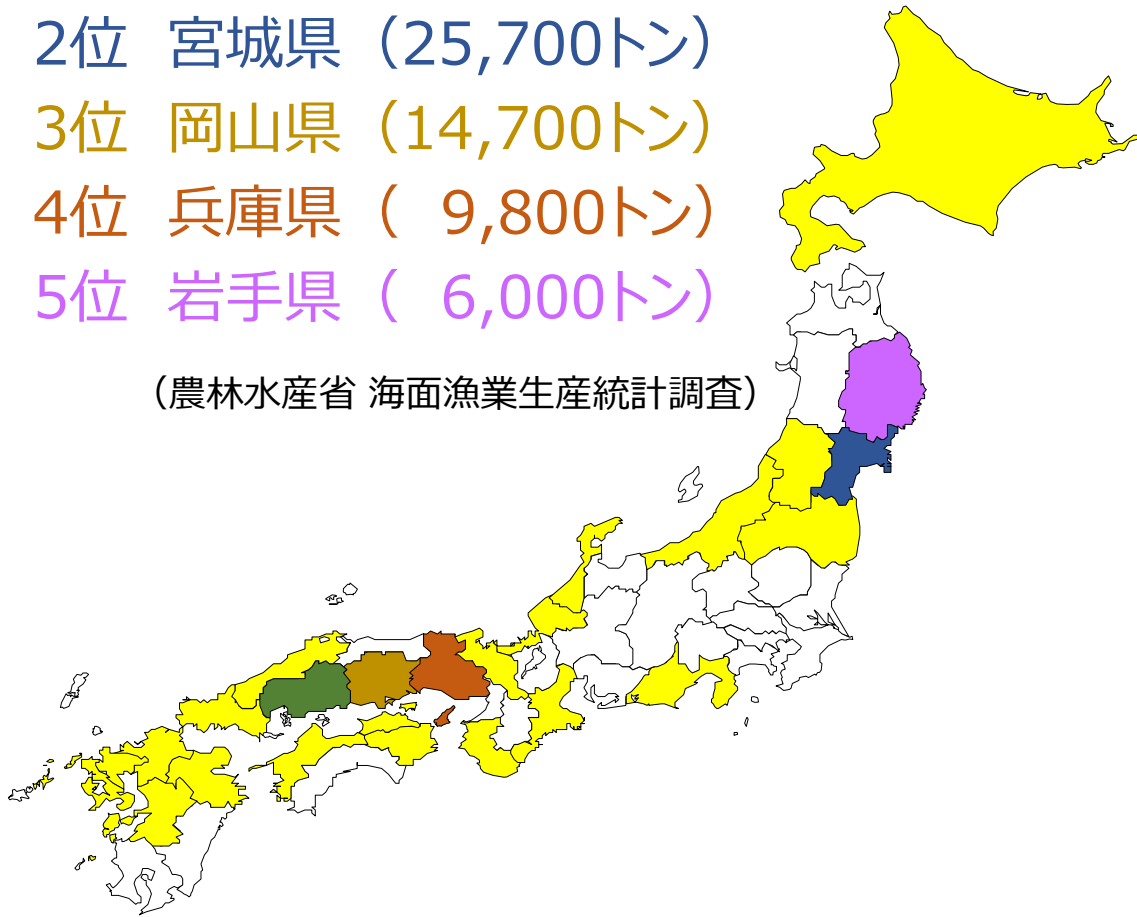 2位 宮城県（25,700トン）
3位 岡山県（14,700トン）
4位 兵庫県（ 9,800トン）
5位 岩手県（ 6,000トン）
（農林水産省 海面漁業生産統計調査）